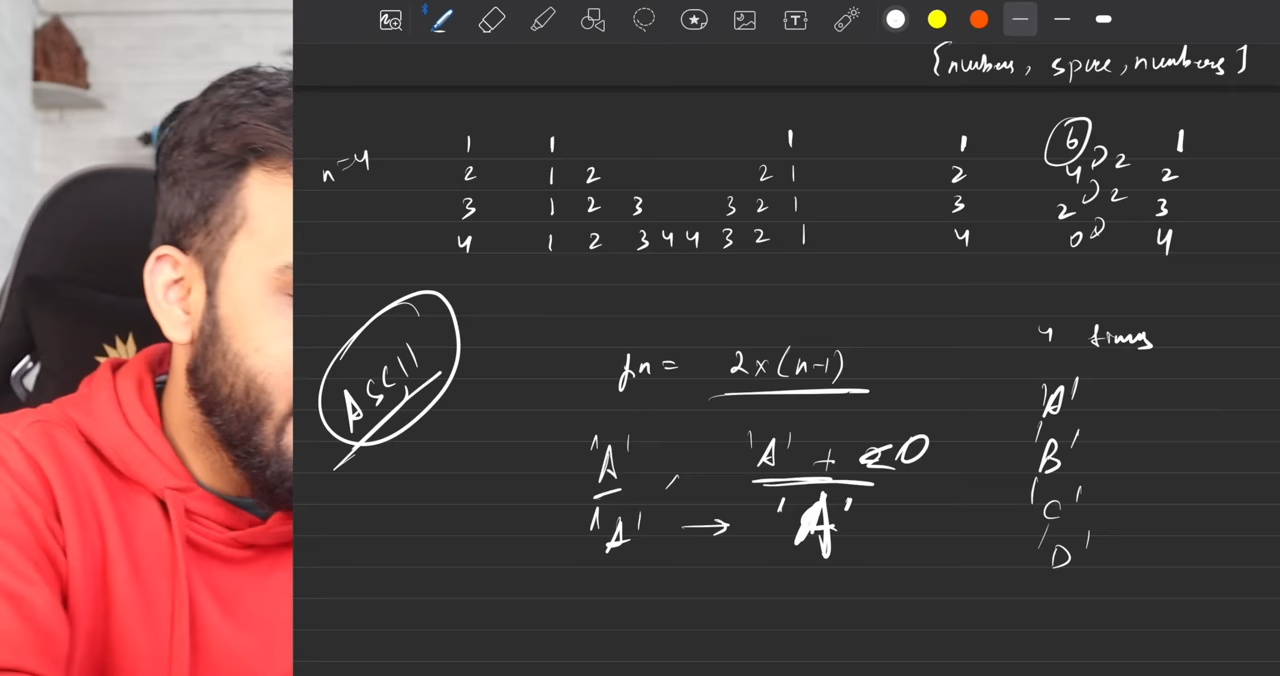 [numbers, space, numbers]
n=4
1 1 1 1 6 1
2 1 2 2 1 2 4 2 2
3 1 2 3 3 2 1 3 2 2 3
4 1 2 3 4 4 3 2 1 4 0 4
4 times
ASCII
2x(n-1)
'A'
'A' 'A' + 0
'B'
'A' → 'A'
'C'
'D'